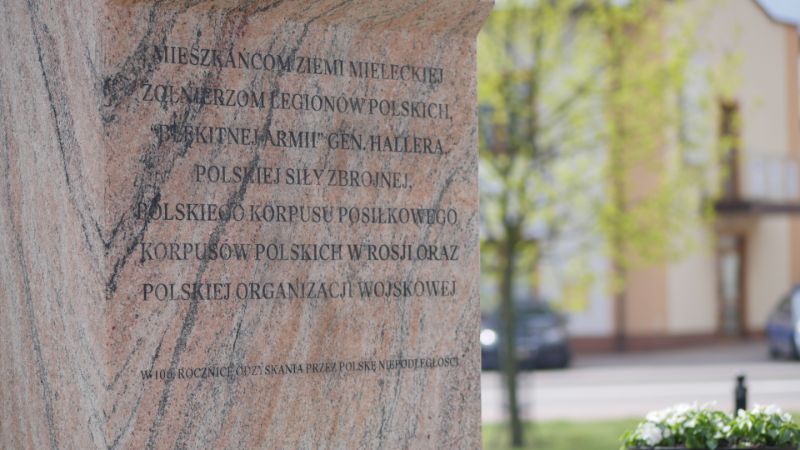 MIESZKAŃCOM ZIEMI MIELECKIEJ
ŻOŁNIERZOM LEGIONÓW POLSKICH,
"BŁĘKITNEJ ARMII" GEN. HALLERA,
POLSKIEJ SIŁY ZBROJNEJ,
POLSKIEGO KORPUSU POSIŁKOWEGO,
KORPUSÓW POLSKICH W ROSJI ORAZ
POLSKIEJ ORGANIZACJI WOJSKOWEJ
W 100. ROCZNICĘ ODZYSKANIA PRZEZ POLSKĘ NIEPODLEGŁOŚCI